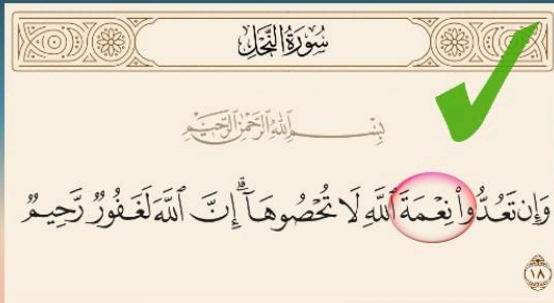 سُورَةُ النَّحْلِ
بِسْمِ ٱللَّهِ ٱلرَّحْمَٰنِ ٱلرَّحِيمِ
وَإِن تَعُدُّوا۟ نِعْمَةَ ٱللَّهِ لَا تُحْصُوهَآ ۗ إِنَّ ٱللَّهَ لَغَفُورٌ رَّحِيمٌ
١٨